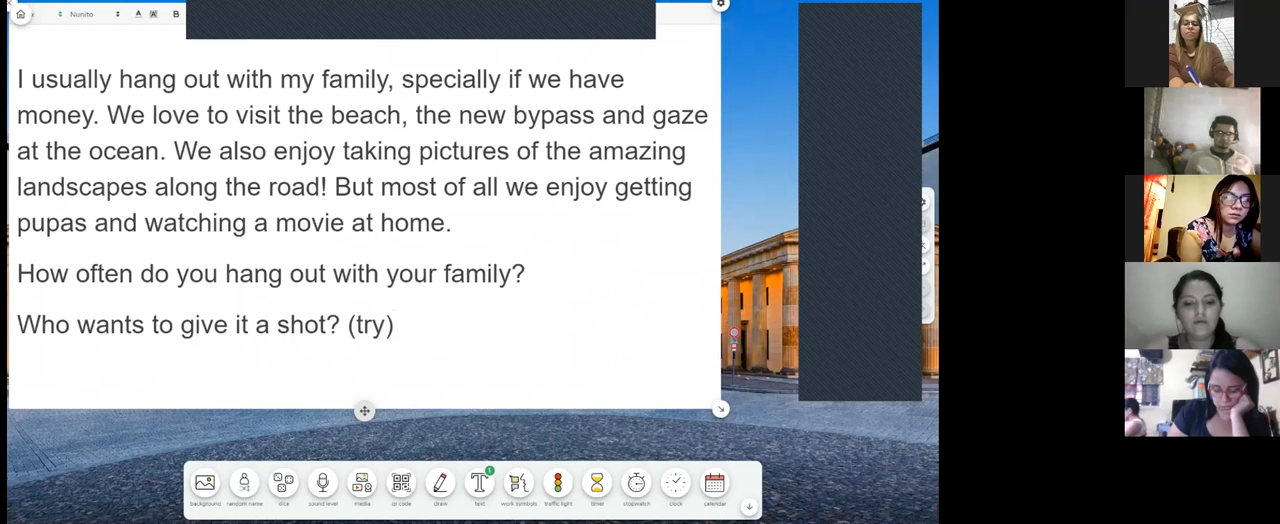 Nunito A A B
I usually hang out with my family, specially if we have
money. We love to visit the beach, the new bypass and gaze
at the ocean. We also enjoy taking pictures of the amazing
landscapes along the road! But most of all we enjoy getting
pupas and watching a movie at home.
How often do you hang out with your family?
Who wants to give it a shot? (try)
1
background random name dice sound level media qr code draw text work symbols traffic light timer stopwatch clock calendar